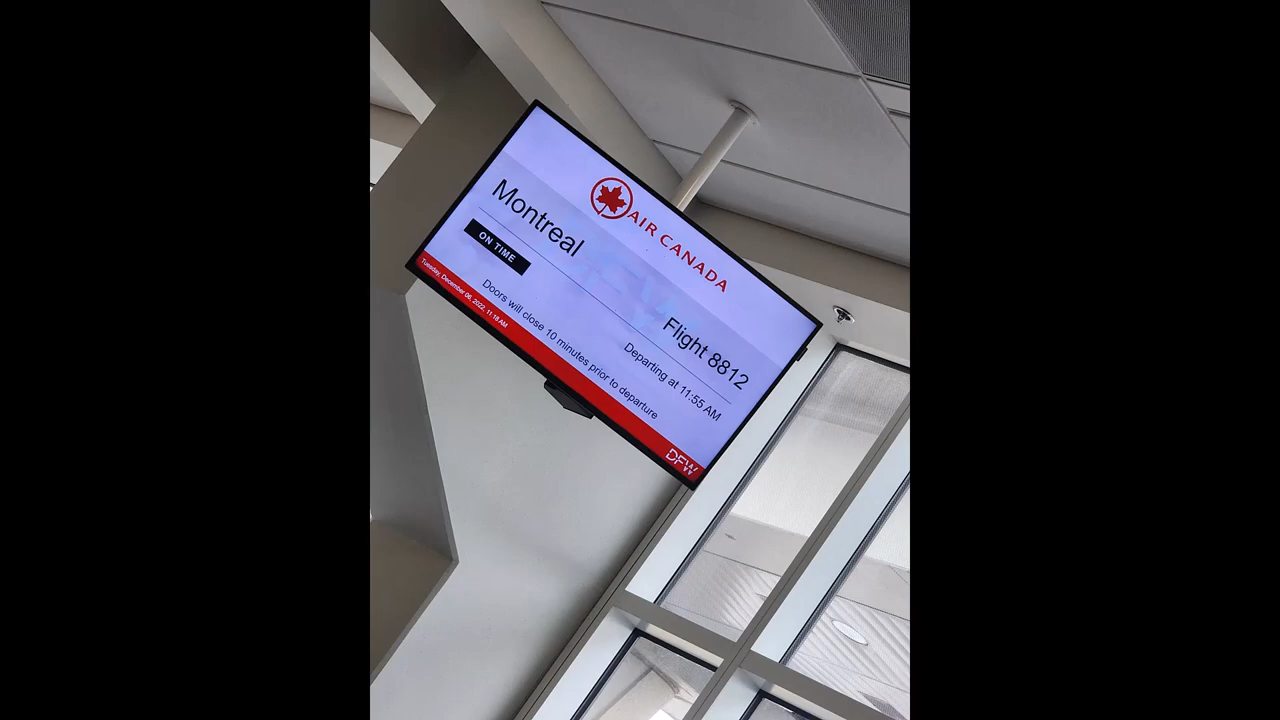 AIR CANADA
Montreal
Flight 8812
ON TIME
Departing at 11:55 AM
Doors will close 10 minutes prior to departure
Tuesday, December 06, 2022, 11:18 AM
DFW